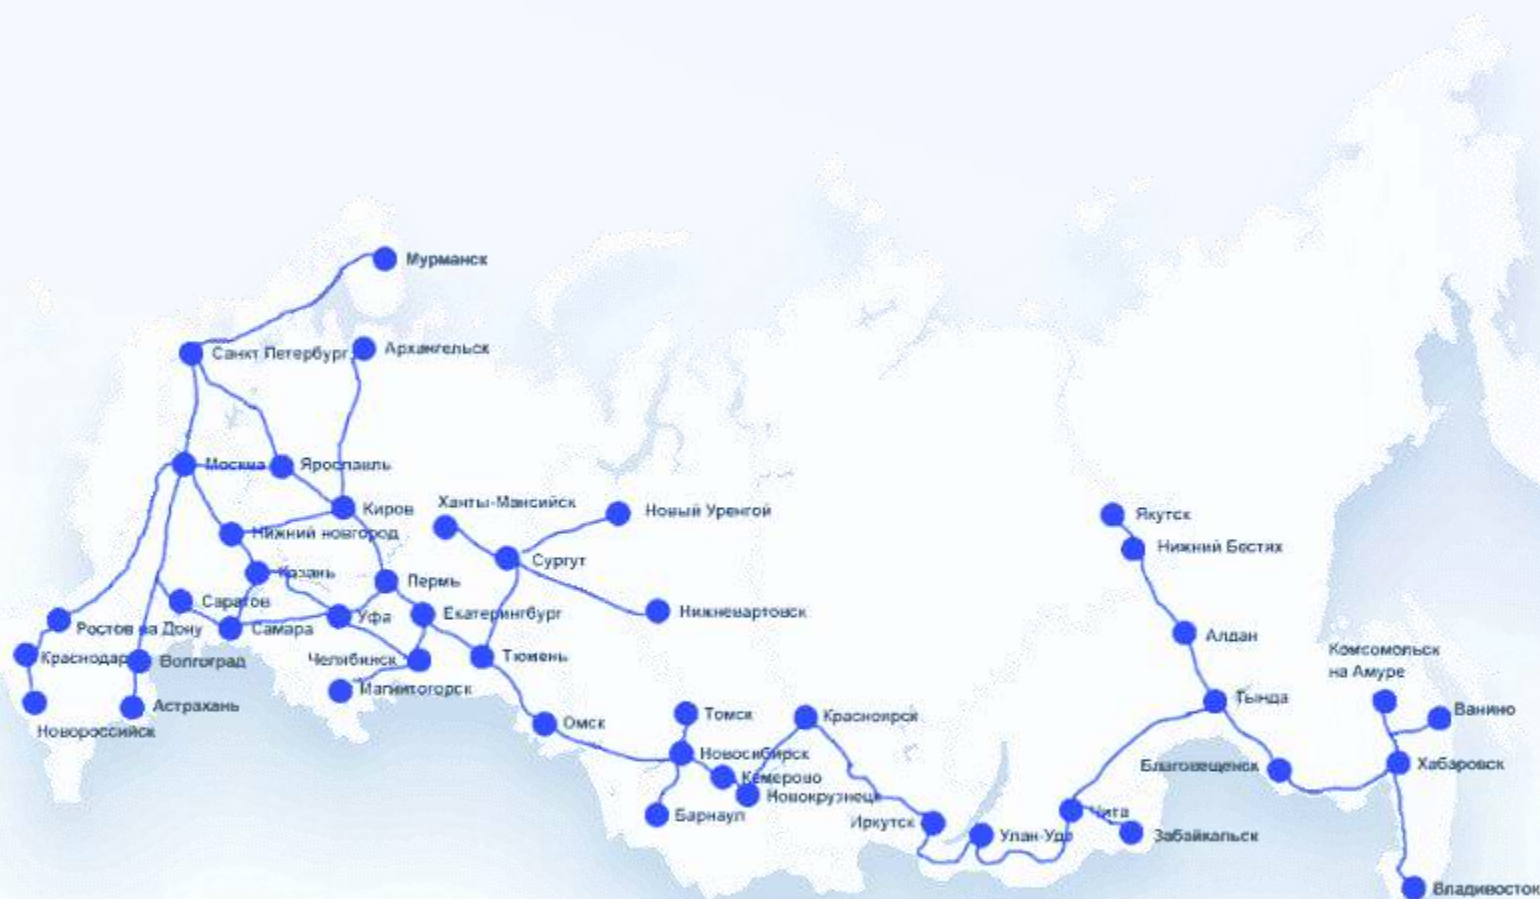 Мурманск
Санкт Петербург
Архангельск
Москва
Ярославль
Киров
Ханты-Мансийск
Новый Уренгой
Якутск
Нижний новгород
Нижний Бестях
Сургут
Казань
Пермь
Саратов
Уфа
Екатерингбург
Нижневартовск
Ростов на Дону
Самара
Алдан
Краснодар
Волгоград
Челябинск
Тюмень
Комсомольск
на Амуре
Магнитогорск
Тында
Астрахань
Новороссийск
Омск
Томск
Красноярск
Ванино
Новосибирск
Благовещенск
Хабаровск
Кемерово
Новокрузнецк
Барнаул
Иркутск
Улан-Удэ
Чита
Забайкальск
Владивосток